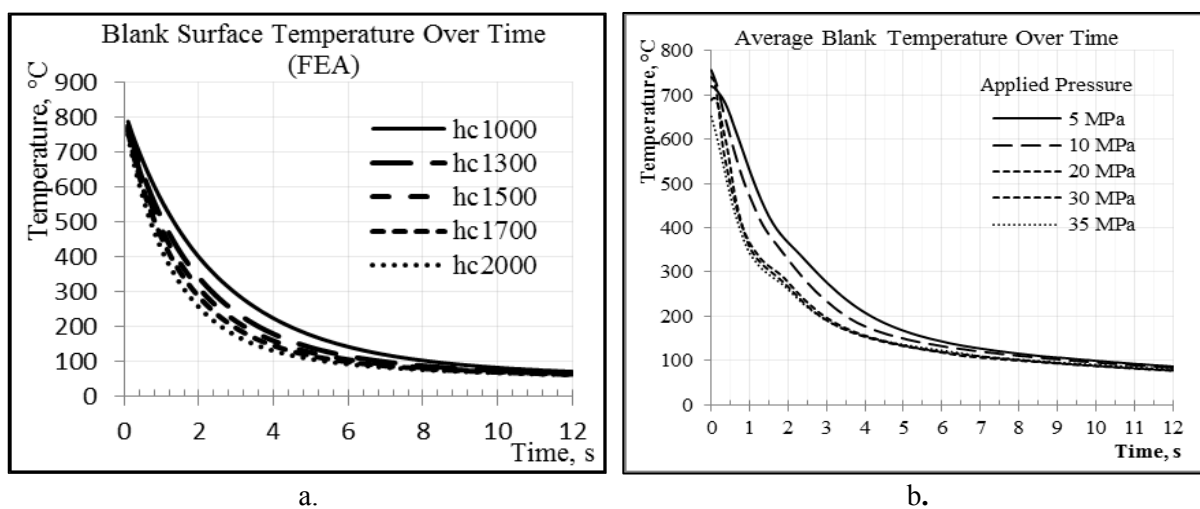 Blank Surface Temperature Over Time
(FEA)
Temperature, °C
900
800
700
600
500
400
300
200
100
0
hc1000
hc1300
hc1500
hc1700
hc2000
0 2 4 6 8 10 12
Time, s
a.
Average Blank Temperature Over Time
Temperature, °C
800
700
600
500
400
300
200
100
0
Applied Pressure
5 MPa
10 MPa
20 MPa
30 MPa
35 MPa
0 1 2 3 4 5 6 7 8 9 10 11 12
Time, s
b.